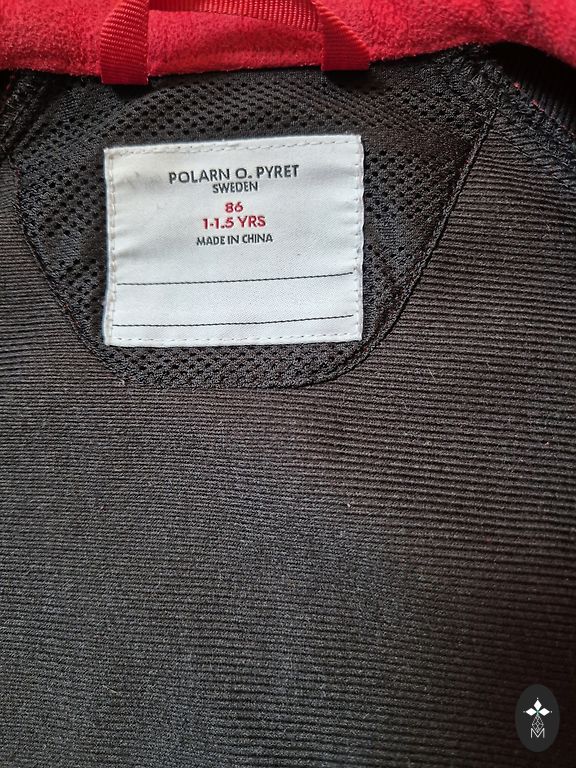 POLARN O. PYRET
SWEDEN
86
1-1.5 YRS
MADE IN CHINA
M